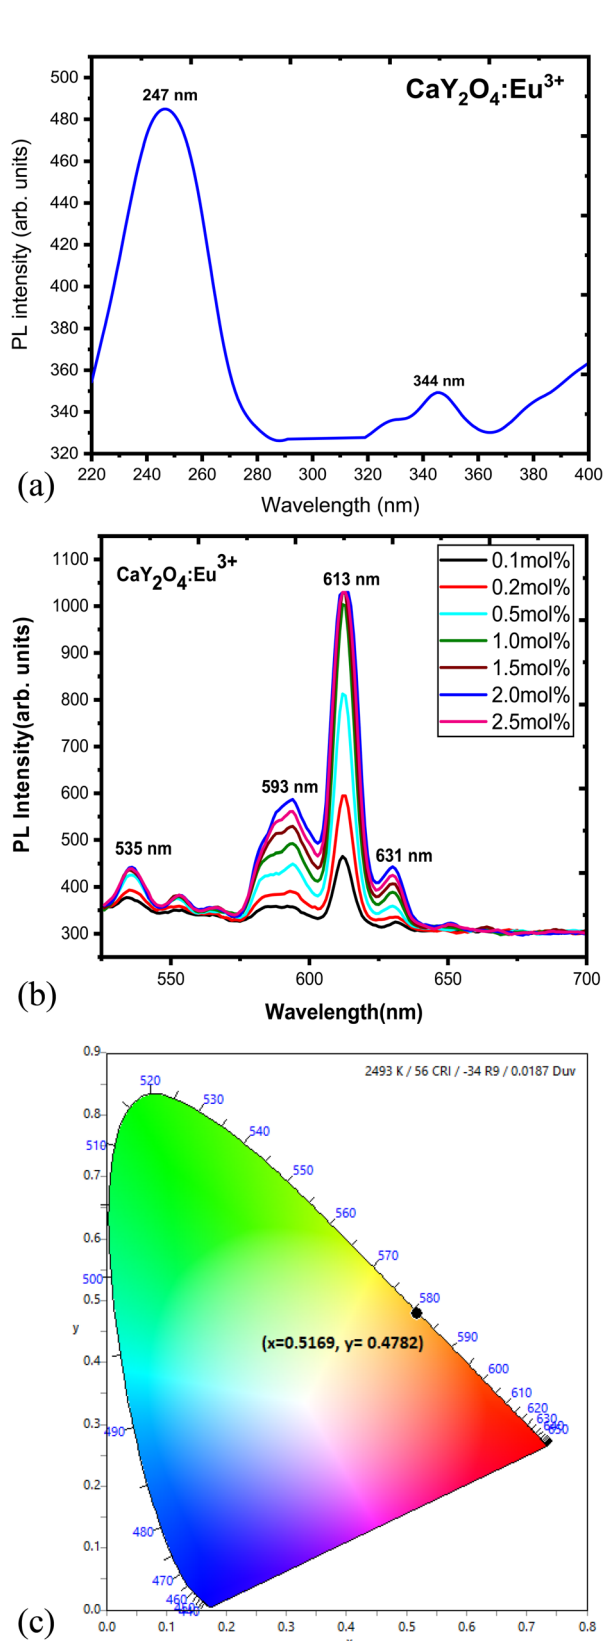 CaY2O4:Eu3+
247 nm
344 nm
PL intensity (arb. units)
500
480
460
440
420
400
380
360
340
320
220 240 260 280 300 320 340 360 380 400
Wavelength (nm)
(a)
CaY2O4:Eu3+
613 nm
593 nm
535 nm
631 nm
0.1mol%
0.2mol%
0.5mol%
1.0mol%
1.5mol%
2.0mol%
2.5mol%
PL Intensity(arb. units)
1100
1000
900
800
700
600
500
400
300
550 600 650 700
Wavelength(nm)
(b)
2493 K / 56 CRI / -34 R9 / 0.0187 Duv
0.9
0.8
0.7
0.6
0.5
y
0.4
0.3
0.2
0.1
0.0
520
530
540
550
560
570
580
590
600
610
620
630
650
510
500
490
480
470
460
(x=0.5169, y= 0.4782)
0.0 0.1 0.2 0.3 0.4 0.5 0.6 0.7 0.8
(c)